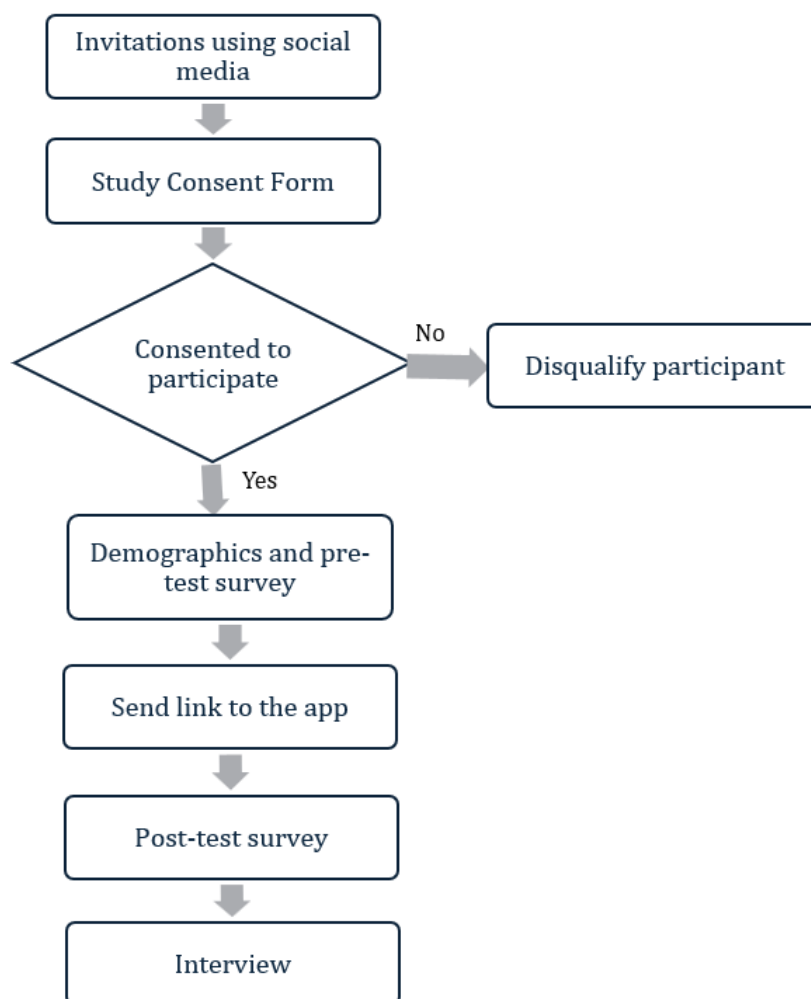 Invitations using social
media
Study Consent Form
Consented to
participate
No
Disqualify participant
Yes
Demographics and pre-
test survey
Send link to the app
Post-test survey
Interview